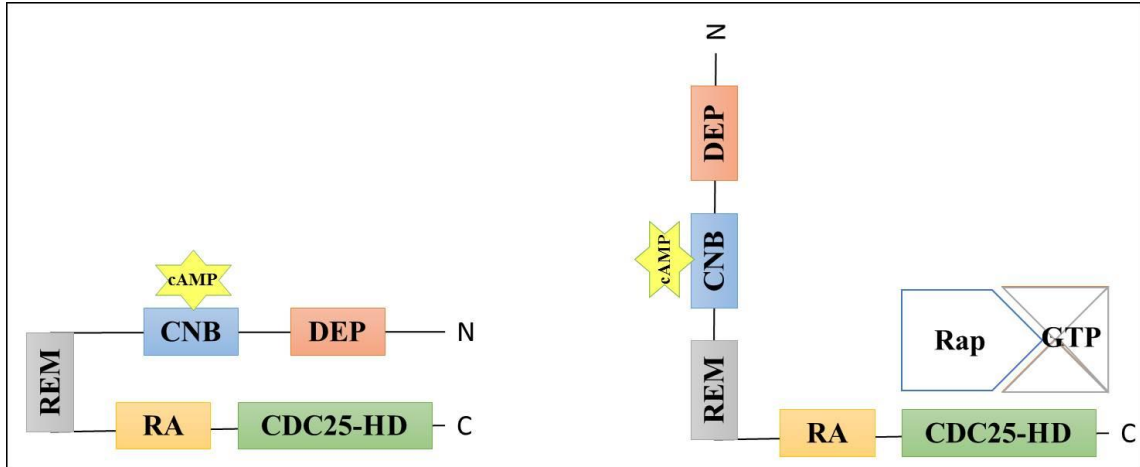 cAMP
CNB
DEP
N
REM
RA
CDC25-HD
C
N
DEP
CNB
cAMP
REM
Rap
GTP
RA
CDC25-HD
C